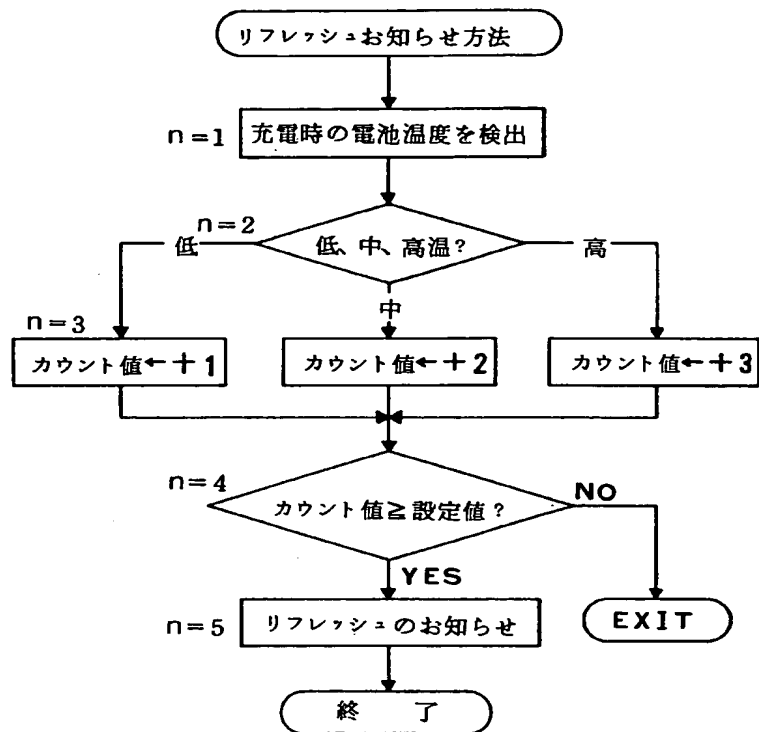 リフレッシュお知らせ方法
n=1
充電時の電池温度を検出
n=2
低、中、高温?
低
高
中
n=3
カウント値←+1
カウント値←+2
カウント値←+3
n=4
カウント値≧設定値?
NO
YES
n=5
リフレッシュのお知らせ
EXIT
終 了